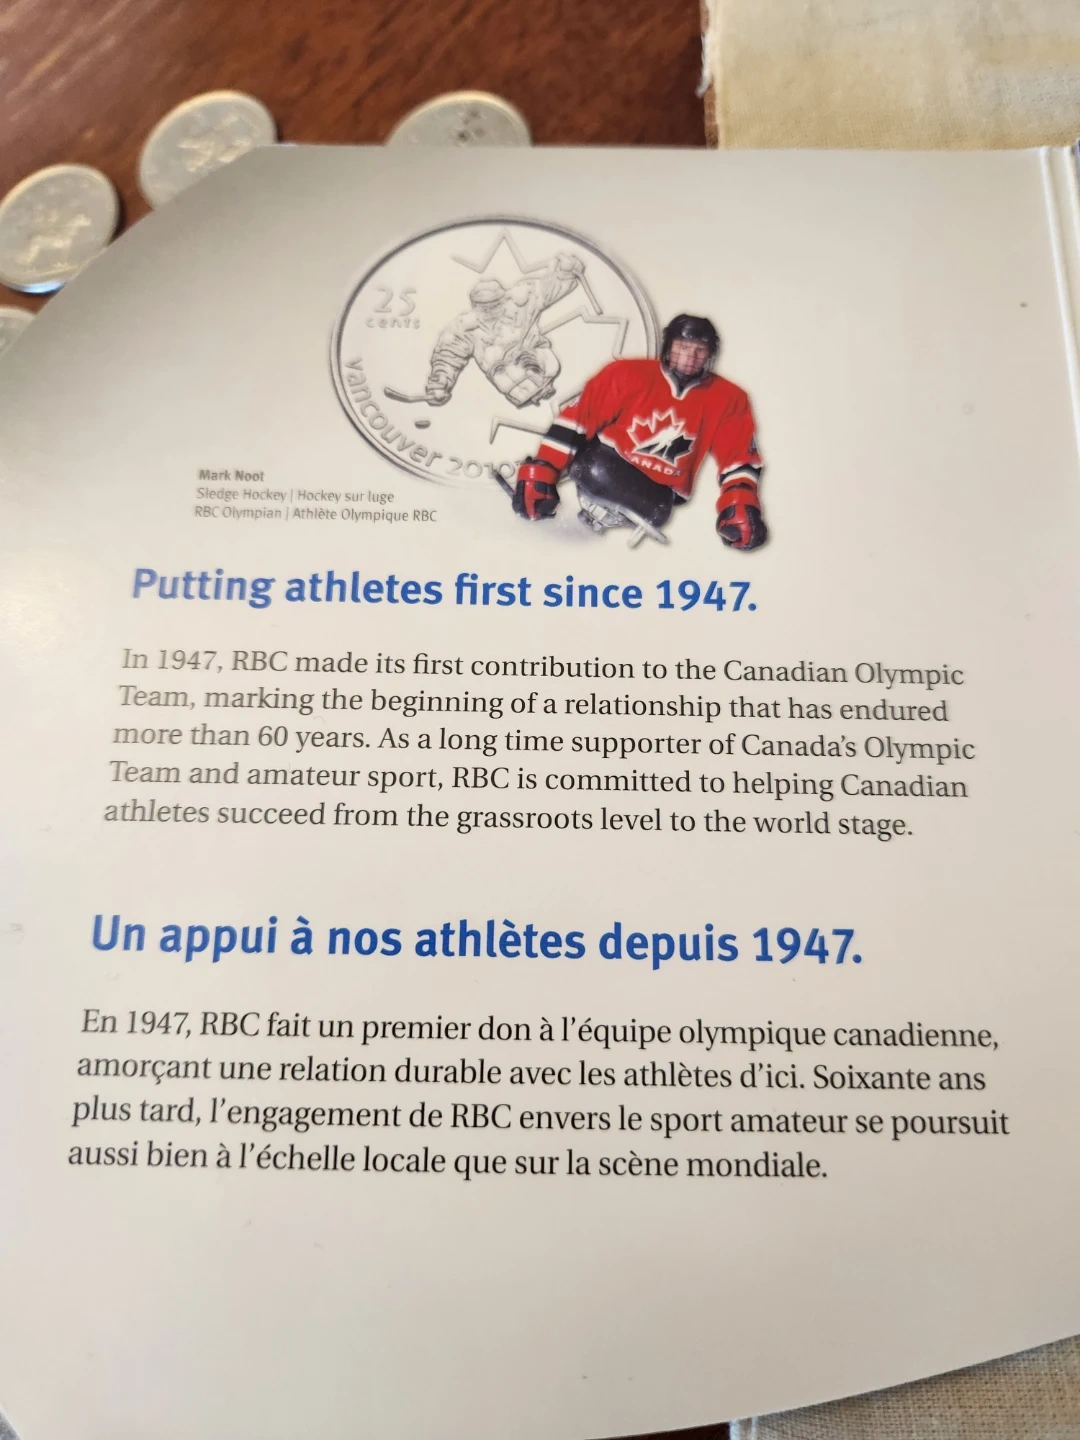 25
cents
vancouver 2010
CANADA
Mark Noot
Sledge Hockey | Hockey sur luge
RBC Olympian | Athlète Olympique RBC
Putting athletes first since 1947.
In 1947, RBC made its first contribution to the Canadian Olympic
Team, marking the beginning of a relationship that has endured
more than 60 years. As a long time supporter of Canada's Olympic
Team and amateur sport, RBC is committed to helping Canadian
athletes succeed from the grassroots level to the world stage.
Un appui à nos athlètes depuis 1947.
En 1947, RBC fait un premier don à l'équipe olympique canadienne,
amorçant une relation durable avec les athlètes d'ici. Soixante ans
plus tard, l'engagement de RBC envers le sport amateur se poursuit
aussi bien à l'échelle locale que sur la scène mondiale.